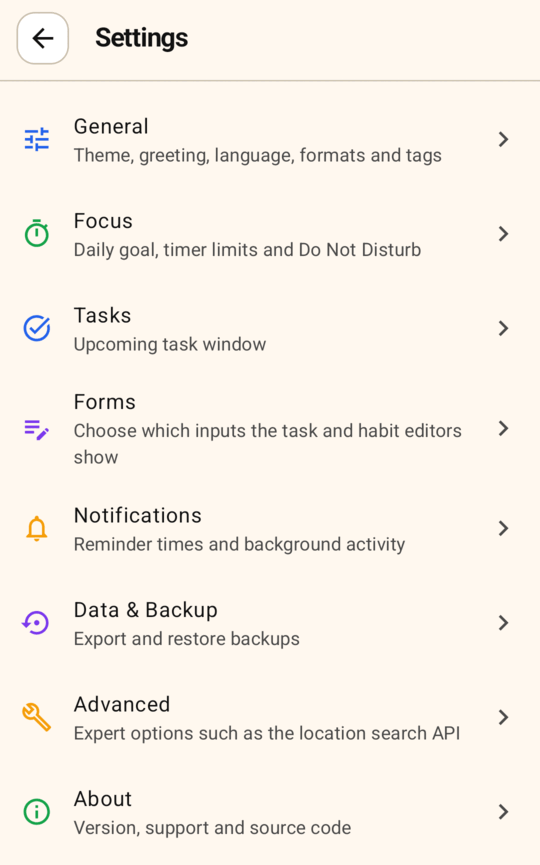 Settings
General
Theme, greeting, language, formats and tags
Focus
Daily goal, timer limits and Do Not Disturb
Tasks
Upcoming task window
Forms
Choose which inputs the task and habit editors
show
Notifications
Reminder times and background activity
Data & Backup
Export and restore backups
Advanced
Expert options such as the location search API
About
Version, support and source code